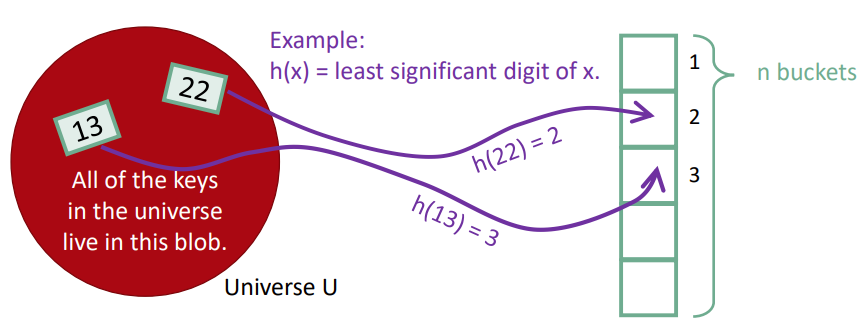 Example:
h(x) = least significant digit of x.
22
13
All of the keys
in the universe
live in this blob.
Universe U
h(22) = 2
h(13) = 3
1
2
3
n buckets